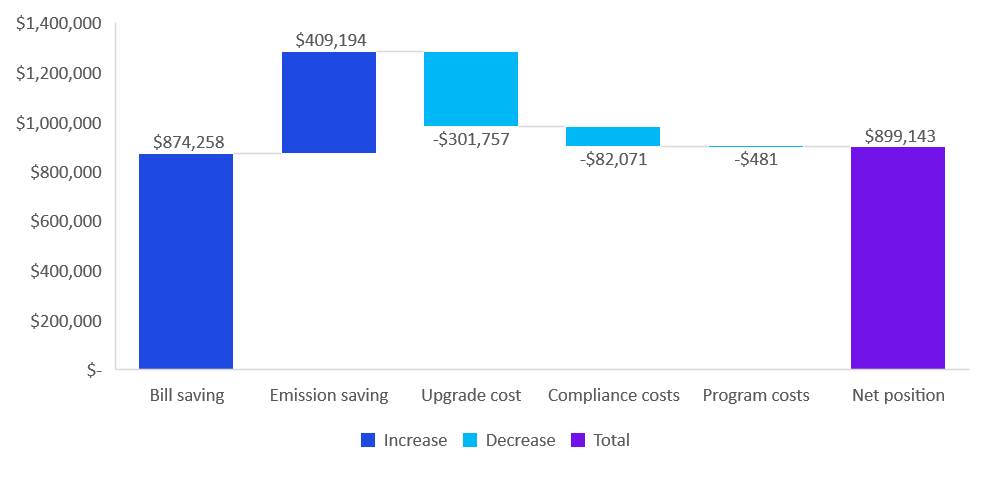 $1,400,000
$1,200,000
$1,000,000
$800,000
$600,000
$400,000
$200,000
$-
$874,258
$409,194
-$301,757
-$82,071
-$481
$899,143
Bill saving
Emission saving
Upgrade cost
Compliance costs
Program costs
Net position
Increase
Decrease
Total